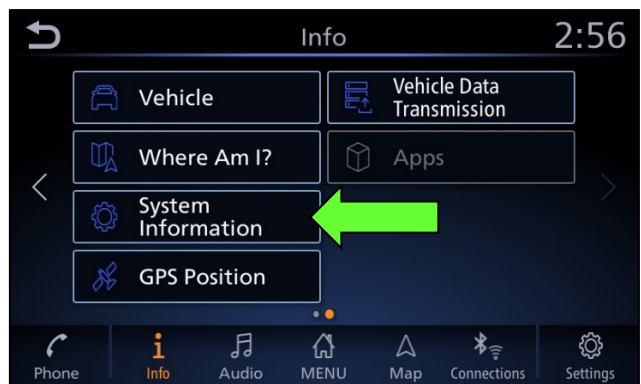 Info
2:56
Vehicle
Vehicle Data
Transmission
Where Am I?
Apps
System
Information
GPS Position
Phone
Info
Audio
MENU
Map
Connections
Settings